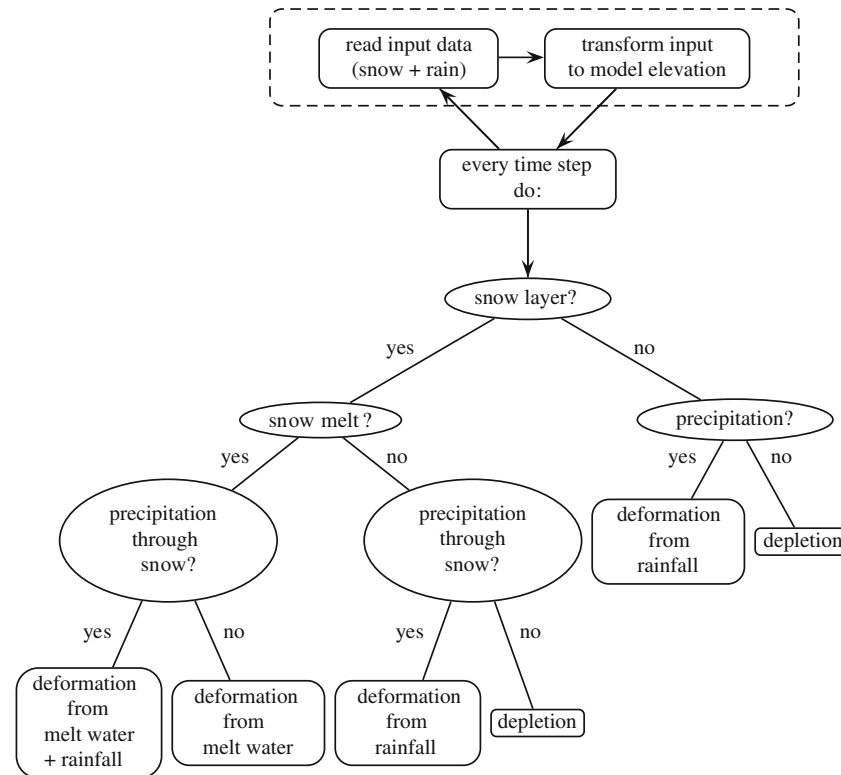 read input data
(snow + rain)
transform input
to model elevation
every time step
do:
snow layer?
yes
no
snow melt ?
precipitation?
yes
no
yes
no
precipitation
through
snow?
precipitation
through
snow?
deformation
from
rainfall
depletion
yes
no
yes
no
deformation
from
melt water
+ rainfall
deformation
from
melt water
deformation
from
rainfall
depletion